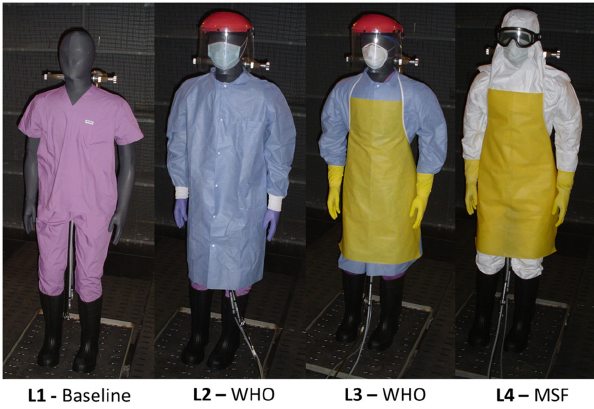 L1 - Baseline
L2 – WHO
L3 – WHO
L4 – MSF